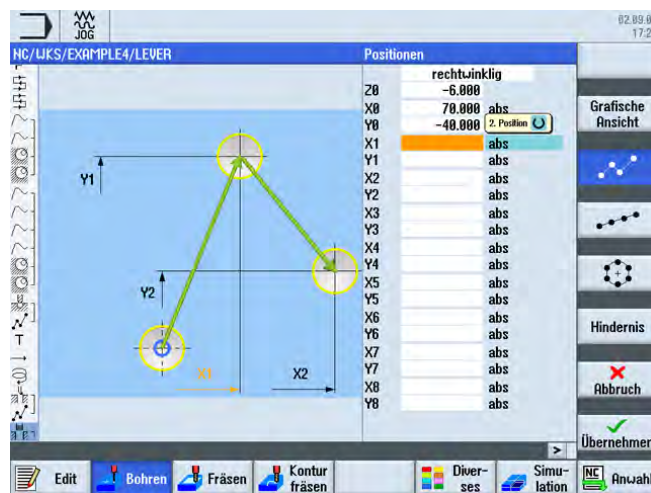 JOG
02.09.0
17:2
NC/WKS/EXAMPLE4/LEVER
Positionen
rechtwinklig
Z0 -6.000
X0 70.000 abs
Y0 -40.000 2. Position
X1 abs
Y1 abs
X2 abs
Y2 abs
X3 abs
Y3 abs
X4 abs
Y4 abs
X5 abs
Y5 abs
X6 abs
Y6 abs
X7 abs
Y7 abs
X8 abs
Y8 abs
Y1
Y2
X1
X2
T
Grafische
Ansicht
Hindernis
Abbruch
Übernehmen
>
Edit
Bohren
Fräsen
Kontur
fräsen
Diver-
ses
Simu-
lation
NC
Anwahl